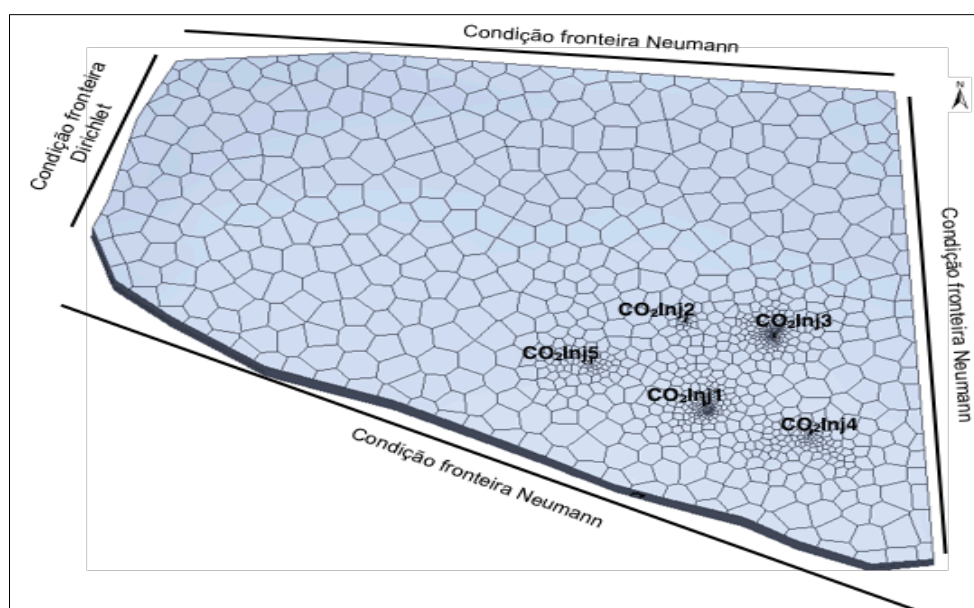 Condição fronteira Neumann
Condição fronteira
Dirichlet
N
Condição fronteira Neumann
CO₂Inj2
CO₂Inj3
CO₂Inj5
CO₂Inj1
CO₂Inj4
Condição fronteira Neumann